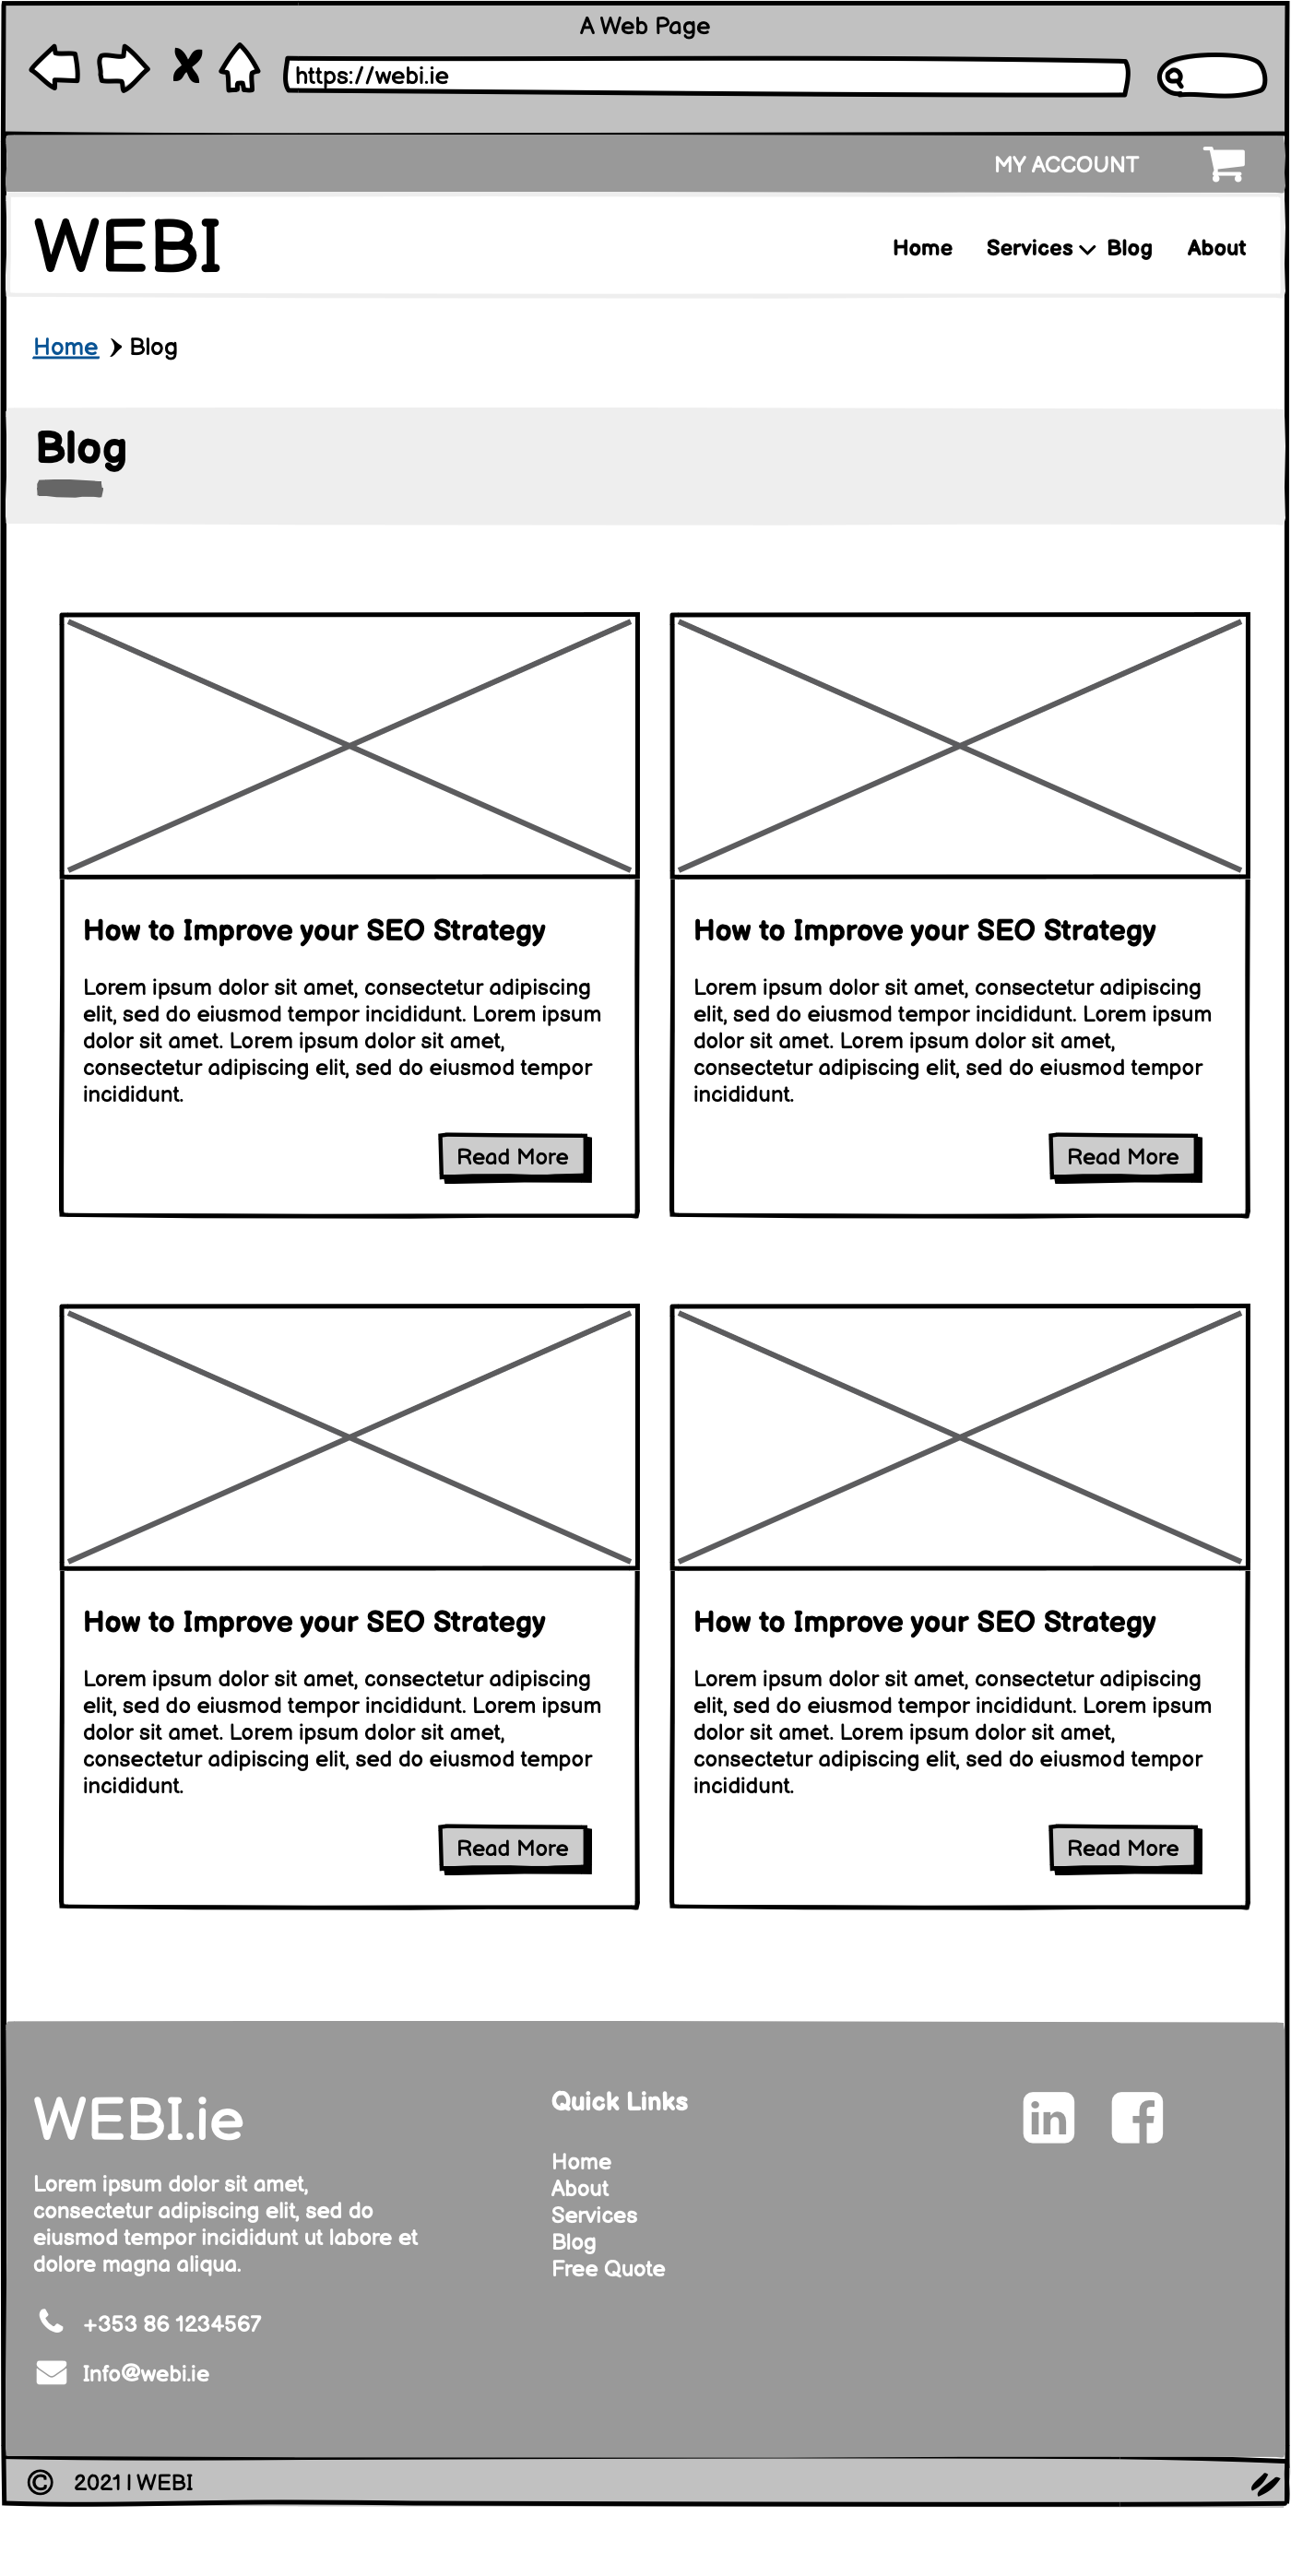 A Web Page
https://webi.ie
MY ACCOUNT
WEBI
Home Services Blog About
Home Blog
Blog
How to Improve your SEO Strategy
Lorem ipsum dolor sit amet, consectetur adipiscing
elit, sed do eiusmod tempor incididunt. Lorem ipsum
dolor sit amet. Lorem ipsum dolor sit amet,
consectetur adipiscing elit, sed do eiusmod tempor
incididunt.
Read More
How to Improve your SEO Strategy
Lorem ipsum dolor sit amet, consectetur adipiscing
elit, sed do eiusmod tempor incididunt. Lorem ipsum
dolor sit amet. Lorem ipsum dolor sit amet,
consectetur adipiscing elit, sed do eiusmod tempor
incididunt.
Read More
How to Improve your SEO Strategy
Lorem ipsum dolor sit amet, consectetur adipiscing
elit, sed do eiusmod tempor incididunt. Lorem ipsum
dolor sit amet. Lorem ipsum dolor sit amet,
consectetur adipiscing elit, sed do eiusmod tempor
incididunt.
Read More
How to Improve your SEO Strategy
Lorem ipsum dolor sit amet, consectetur adipiscing
elit, sed do eiusmod tempor incididunt. Lorem ipsum
dolor sit amet. Lorem ipsum dolor sit amet,
consectetur adipiscing elit, sed do eiusmod tempor
incididunt.
Read More
WEBI.ie
Lorem ipsum dolor sit amet,
consectetur adipiscing elit, sed do
eiusmod tempor incididunt ut labore et
dolore magna aliqua.
+353 86 1234567
Info@webi.ie
Quick Links
Home
About
Services
Blog
Free Quote
in f
© 2021 | WEBI